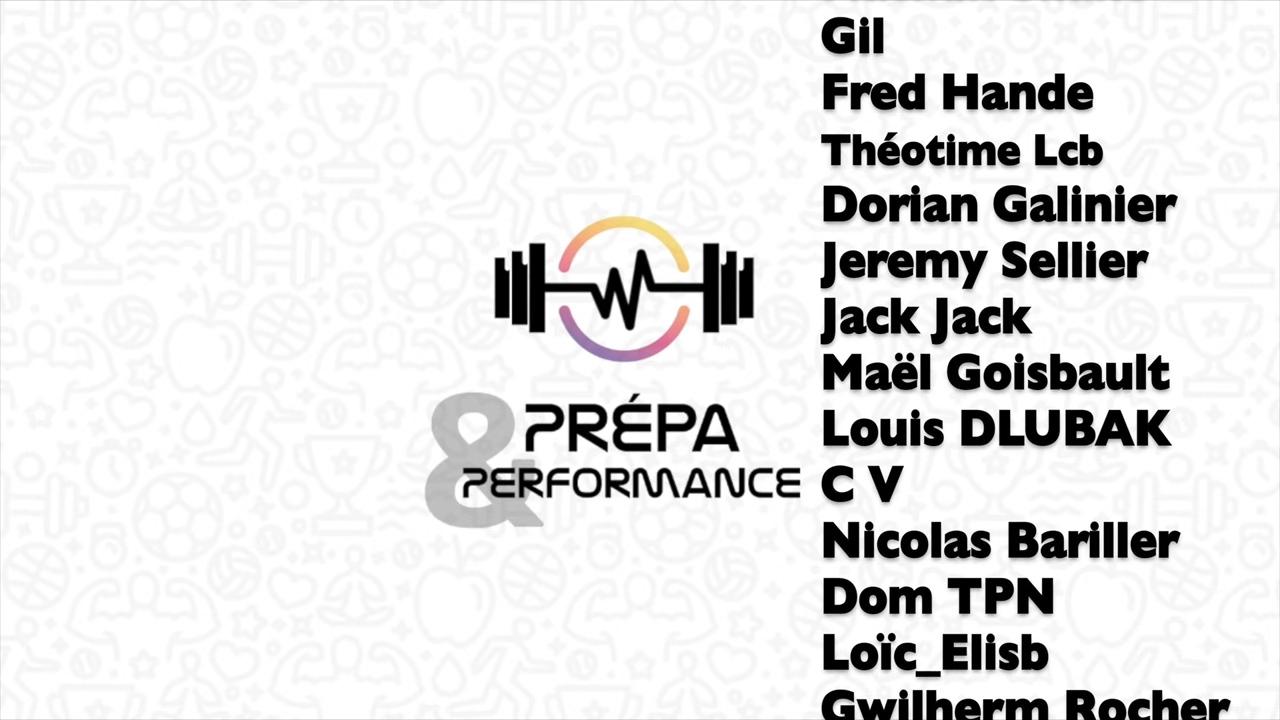 Gil
Fred Hande
Théotime Lcb
Dorian Galinier
Jeremy Sellier
Jack Jack
Maël Goisbault
Louis DLUBAK
C V
Nicolas Bariller
Dom TPN
Loïc_Elisb
Gwilherm Rocher
&
PRÉPA
PERFORMANCE